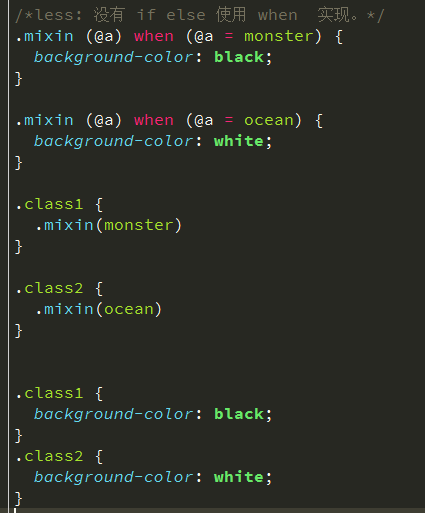 /*less: 没有 if else 使用 when  实现。*/
.mixin (@a) when (@a = monster) {
  background-color: black;
}

.mixin (@a) when (@a = ocean) {
  background-color: white;
}

.class1 {
  .mixin(monster)
}

.class2 {
  .mixin(ocean)
}


.class1 {
  background-color: black;
}
.class2 {
  background-color: white;
}